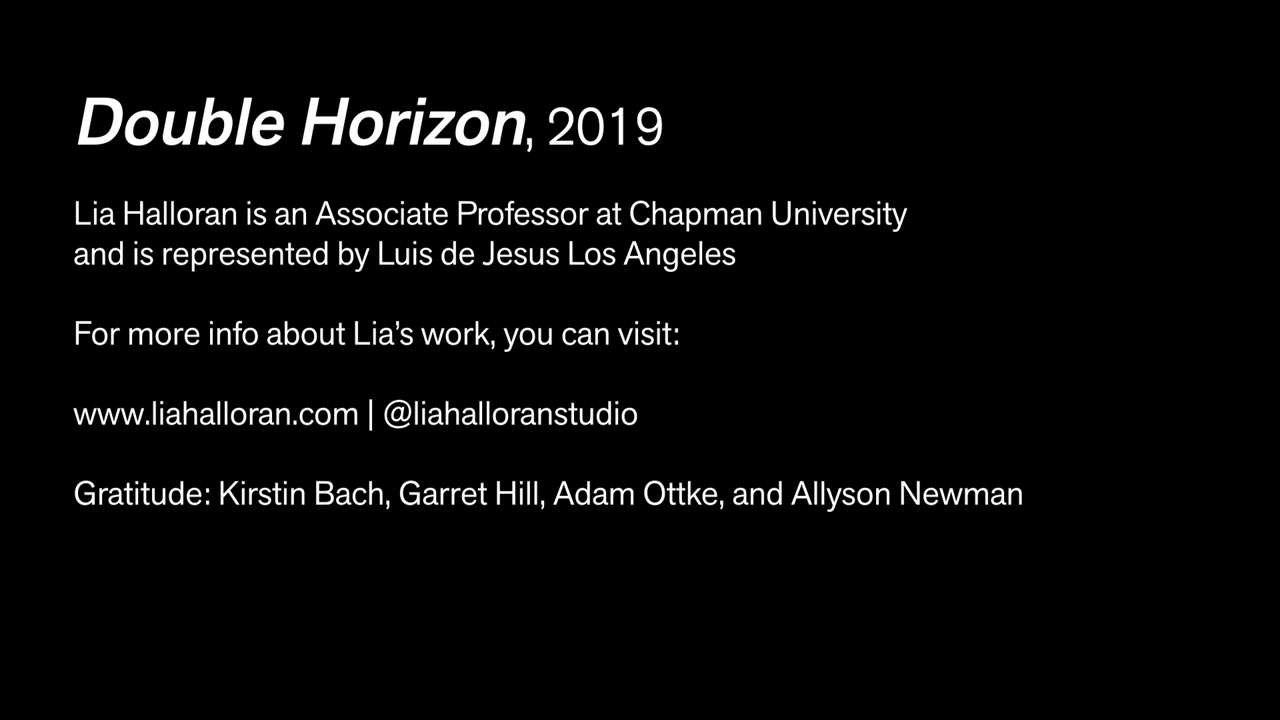 Double Horizon, 2019
Lia Halloran is an Associate Professor at Chapman University
and is represented by Luis de Jesus Los Angeles
For more info about Lia’s work, you can visit:
www.liahalloran.com | @liahalloranstudio
Gratitude: Kirstin Bach, Garret Hill, Adam Ottke, and Allyson Newman